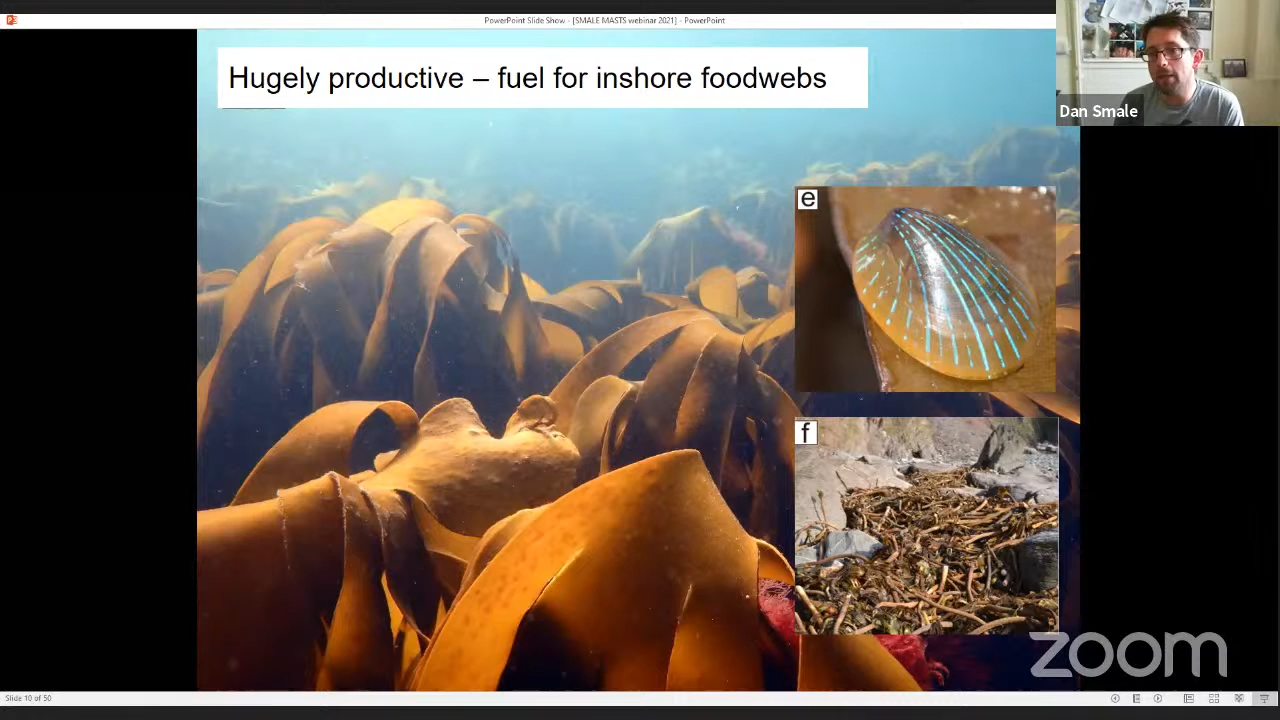 PowerPoint Slide Show - [SMALE MASTS webinar 2021] - PowerPoint
Hugely productive – fuel for inshore foodwebs
Dan Smale
e
f
zoom
Slide 10 of 50